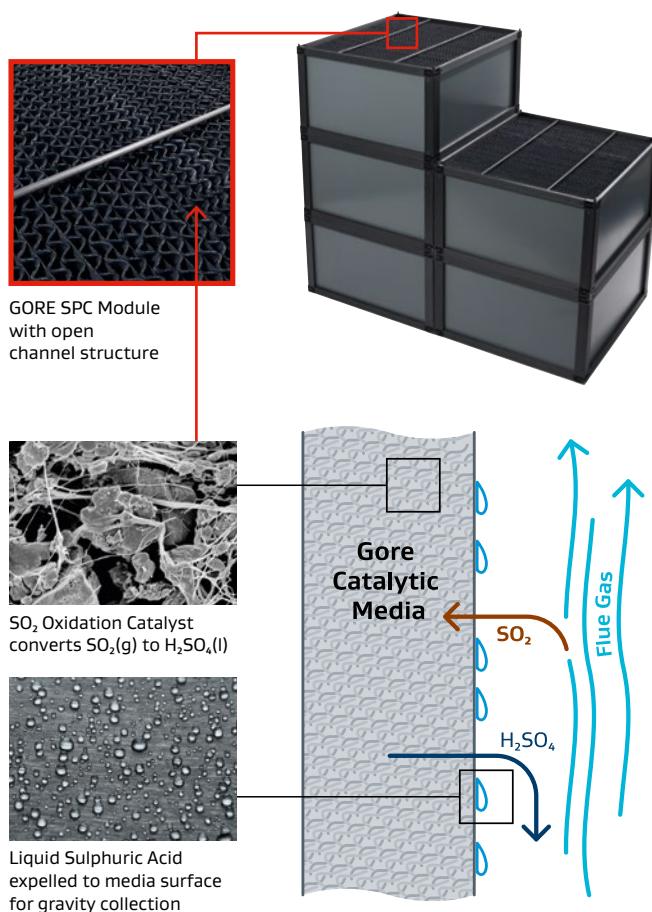 GORE SPC Module
with open
channel structure
SO₂ Oxidation Catalyst
converts SO₂(g) to H₂SO₄(l)
Liquid Sulphuric Acid
expelled to media surface
for gravity collection
Gore
Catalytic
Media
SO₂
H₂SO₄
Flue Gas